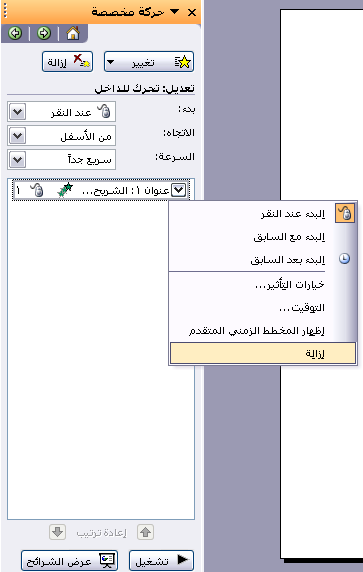 حركة مخصصة
تغيير
إزالة
تعديل: تحرك للداخل
بدء:
عند النقر
الاتجاه:
من الأسفل
السرعة:
سريع جداً
عنوان ١: الشريح...
١
البدء عند النقر
البدء مع السابق
البدء بعد السابق
خيارات التأثير...
التوقيت...
إظهار المخطط الزمني المتقدم
إزالة
إعادة ترتيب
تشغيل
عرض الشرائح